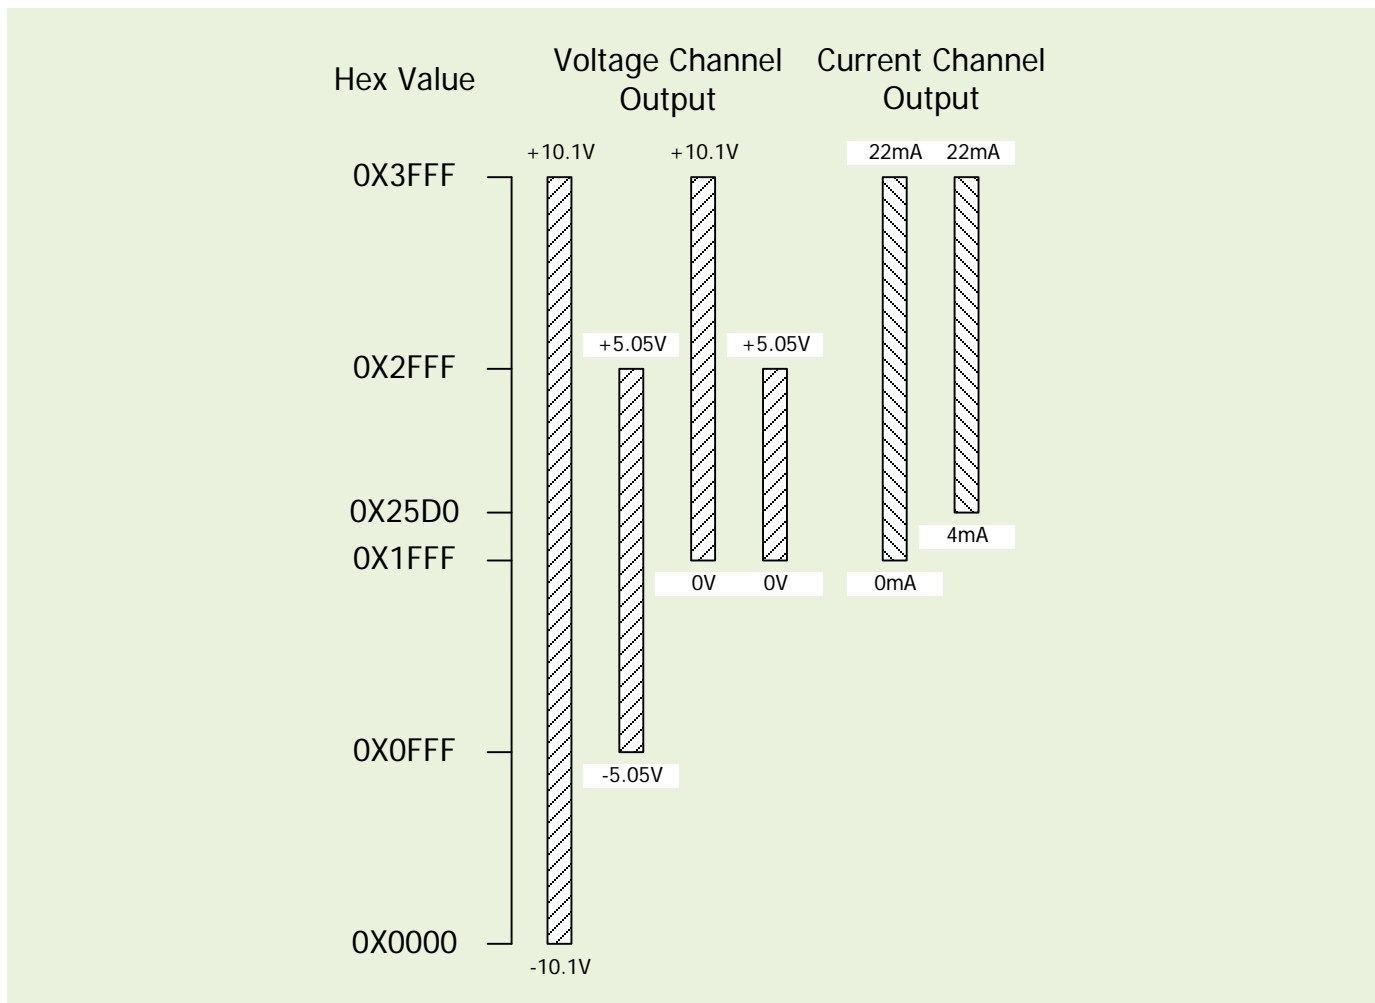 Hex Value
Voltage Channel
Output
Current Channel
Output
+10.1V
+10.1V
22mA
22mA
0X3FFF
+5.05V
+5.05V
0X2FFF
0X25D0
4mA
0X1FFF
0V
0V
0mA
0X0FFF
-5.05V
0X0000
-10.1V